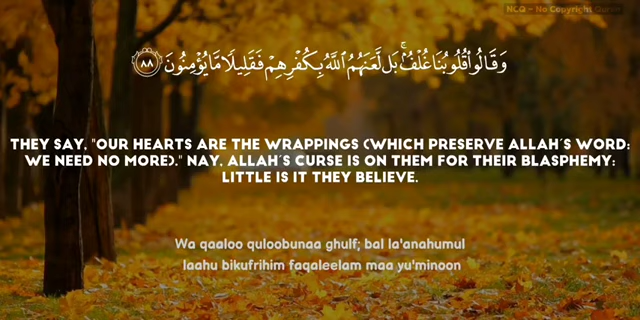 NCQ - No Copyright Quran
وَقَالُوا۟ قُلُوبُنَا غُلْفٌۢ ۚ بَل لَّعَنَهُمُ ٱللَّهُ بِكُفْرِهِمْ فَقَلِيلًا مَّا يُؤْمِنُونَ ٨٨
THEY SAY, "OUR HEARTS ARE THE WRAPPINGS (WHICH PRESERVE ALLAH'S WORD:
WE NEED NO MORE)." NAY, ALLAH'S CURSE IS ON THEM FOR THEIR BLASPHEMY:
LITTLE IS IT THEY BELIEVE.
Wa qaaloo quloobunaa ghulf; bal la'anahumul
laahu bikufrihim faqaleelam maa yu'minoon